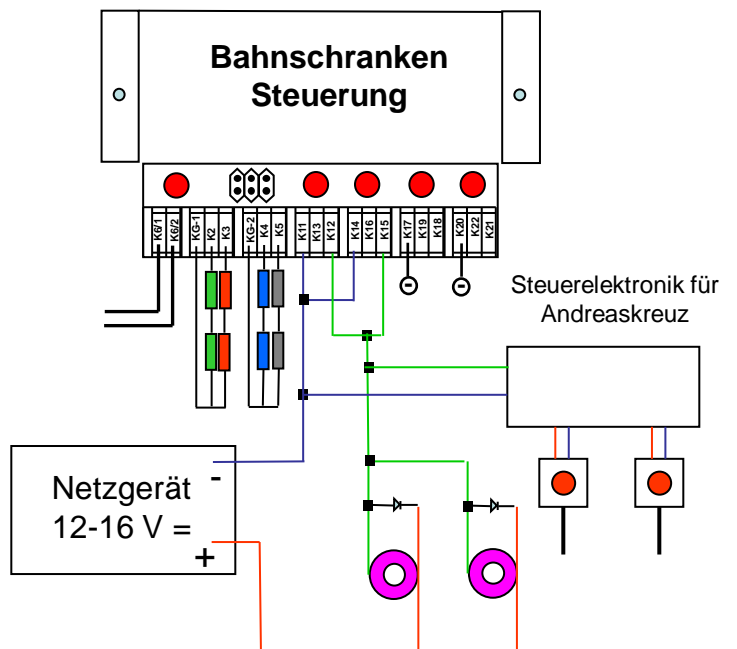 Bahnschranken
Steuerung
K6/1 K6/2 KG-1 K2 K3 KG-2 K4 K5 K11 K13 K12 K14 K16 K15 K17 K19 K18 K20 K22 K21
- -
Steuerelektronik für
Andreaskreuz
Netzgerät -
12-16 V =
+